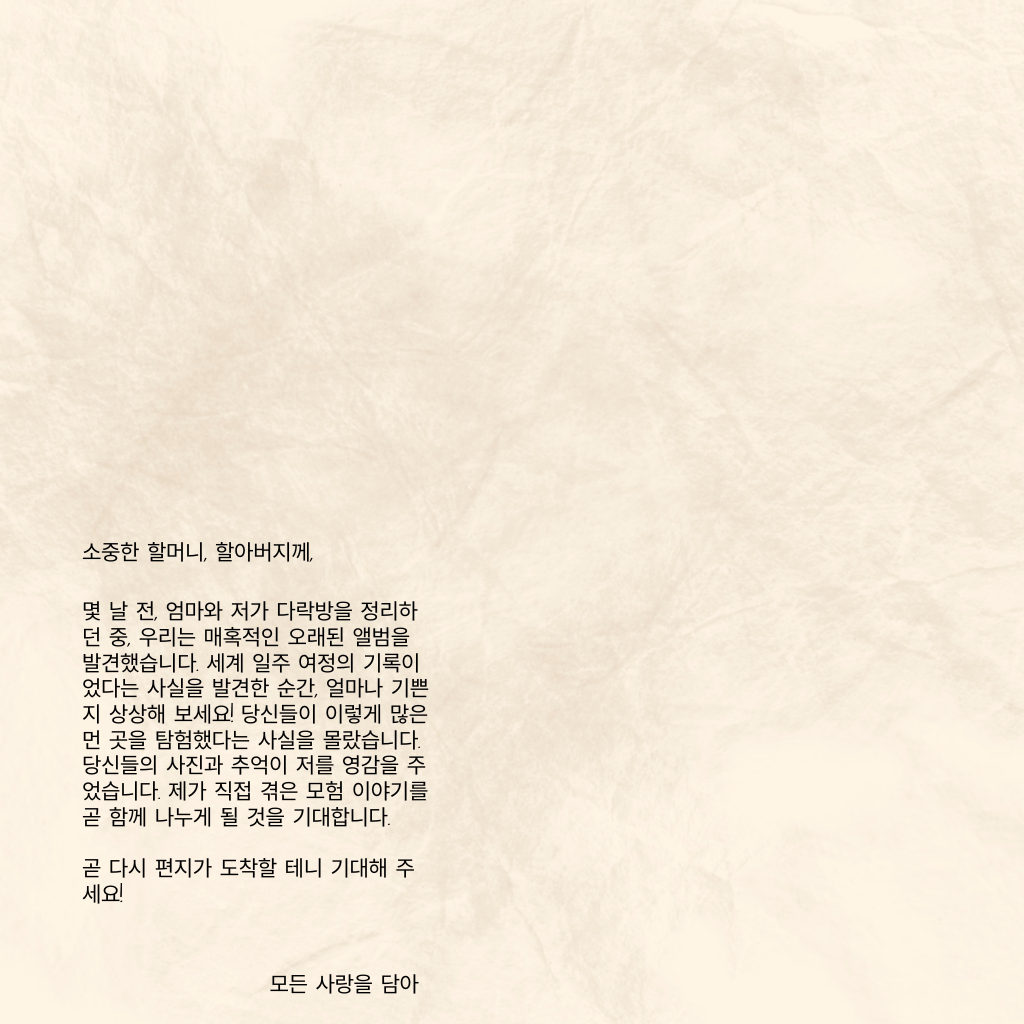 소중한 할머니, 할아버지께,
몇 날 전, 엄마와 저가 다락방을 정리하
던 중, 우리는 매혹적인 오래된 앨범을
발견했습니다. 세계 일주 여정의 기록이
었다는 사실을 발견한 순간, 얼마나 기쁜
지 상상해 보세요! 당신들이 이렇게 많은
먼 곳을 탐험했다는 사실을 몰랐습니다.
당신들의 사진과 추억이 저를 영감을 주
었습니다. 제가 직접 겪은 모험 이야기를
곧 함께 나누게 될 것을 기대합니다.
곧 다시 편지가 도착할 테니 기대해 주
세요!
모든 사랑을 담아